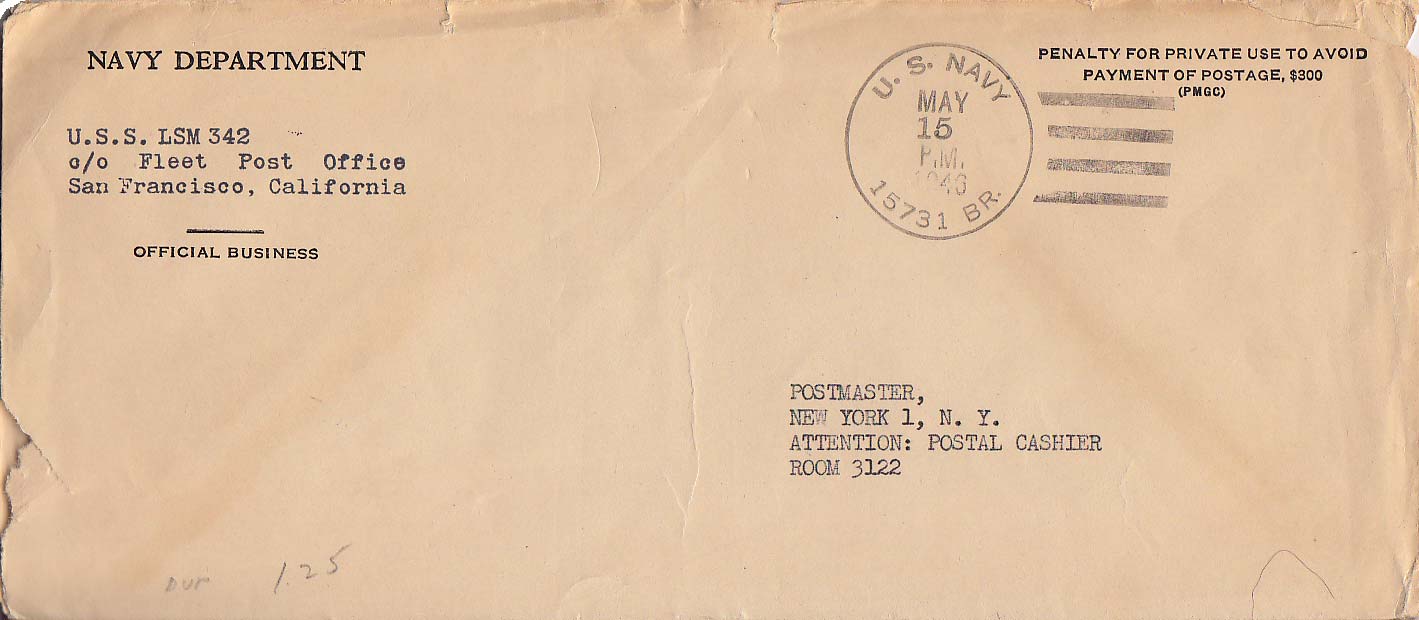 NAVY DEPARTMENT
U.S.S. LSM 342
c/o Fleet Post Office
San Francisco, California
OFFICIAL BUSINESS
U. S. NAVY
MAY
15
P.M.
1946
15731 BR.
PENALTY FOR PRIVATE USE TO AVOID
PAYMENT OF POSTAGE, $300
(PMGC)
POSTMASTER,
NEW YORK 1, N. Y.
ATTENTION: POSTAL CASHIER
ROOM 3122
1.25